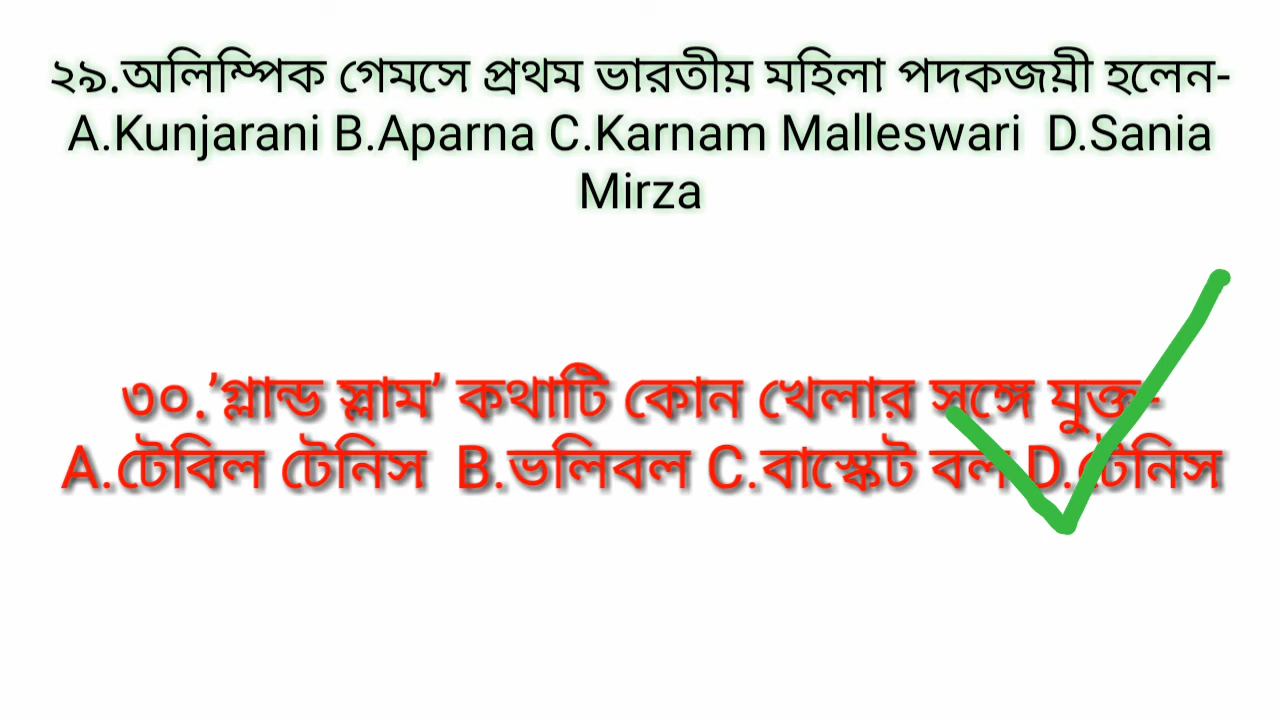 ২৯.অলিম্পিক গেমসে প্রথম ভারতীয় মহিলা পদকজয়ী হলেন-
A.Kunjarani B.Aparna C.Karnam Malleswari D.Sania
Mirza
৩০.’গ্লান্ড স্লাম’ কথাটি কোন খেলার সঙ্গে যুক্ত-
A.টেবিল টেনিস B.ভলিবল C.বাস্কেট বল D.টেনিস